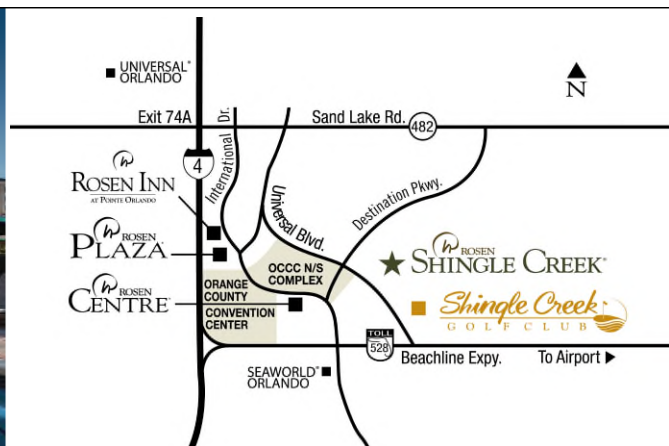 UNIVERSAL®
ORLANDO
N
Exit 74A
International Dr.
Sand Lake Rd.
482
4
ROSEN INN
AT POINTE ORLANDO
Universal Blvd.
Destination Pkwy.
ROSEN
PLAZA
ROSEN
SHINGLE CREEK®
OCCC N/S
COMPLEX
ORANGE
COUNTY
CONVENTION
CENTER
ROSEN
CENTRE
Shingle Creek
GOLF CLUB
TOLL
528
Beachline Expy.
To Airport ▶
SEAWORLD®
ORLANDO